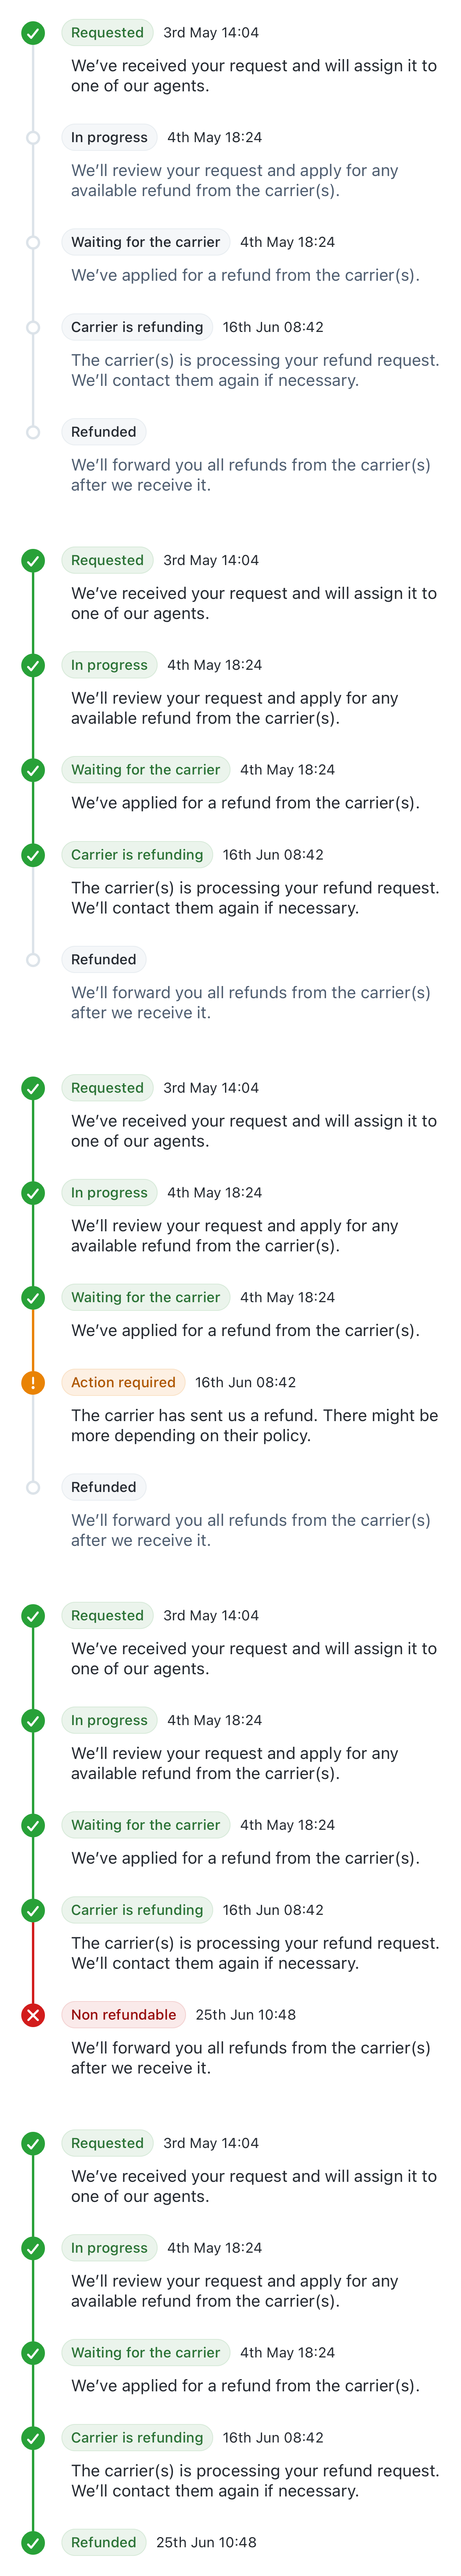 Requested 3rd May 14:04
We’ve received your request and will assign it to
one of our agents.
In progress 4th May 18:24
We’ll review your request and apply for any
available refund from the carrier(s).
Waiting for the carrier 4th May 18:24
We’ve applied for a refund from the carrier(s).
Carrier is refunding 16th Jun 08:42
The carrier(s) is processing your refund request.
We’ll contact them again if necessary.
Refunded
We’ll forward you all refunds from the carrier(s)
after we receive it.
Requested 3rd May 14:04
We’ve received your request and will assign it to
one of our agents.
In progress 4th May 18:24
We’ll review your request and apply for any
available refund from the carrier(s).
Waiting for the carrier 4th May 18:24
We’ve applied for a refund from the carrier(s).
Carrier is refunding 16th Jun 08:42
The carrier(s) is processing your refund request.
We’ll contact them again if necessary.
Refunded
We’ll forward you all refunds from the carrier(s)
after we receive it.
Requested 3rd May 14:04
We’ve received your request and will assign it to
one of our agents.
In progress 4th May 18:24
We’ll review your request and apply for any
available refund from the carrier(s).
Waiting for the carrier 4th May 18:24
We’ve applied for a refund from the carrier(s).
Action required 16th Jun 08:42
The carrier has sent us a refund. There might be
more depending on their policy.
Refunded
We’ll forward you all refunds from the carrier(s)
after we receive it.
Requested 3rd May 14:04
We’ve received your request and will assign it to
one of our agents.
In progress 4th May 18:24
We’ll review your request and apply for any
available refund from the carrier(s).
Waiting for the carrier 4th May 18:24
We’ve applied for a refund from the carrier(s).
Carrier is refunding 16th Jun 08:42
The carrier(s) is processing your refund request.
We’ll contact them again if necessary.
Non refundable 25th Jun 10:48
We’ll forward you all refunds from the carrier(s)
after we receive it.
Requested 3rd May 14:04
We’ve received your request and will assign it to
one of our agents.
In progress 4th May 18:24
We’ll review your request and apply for any
available refund from the carrier(s).
Waiting for the carrier 4th May 18:24
We’ve applied for a refund from the carrier(s).
Carrier is refunding 16th Jun 08:42
The carrier(s) is processing your refund request.
We’ll contact them again if necessary.
Refunded 25th Jun 10:48